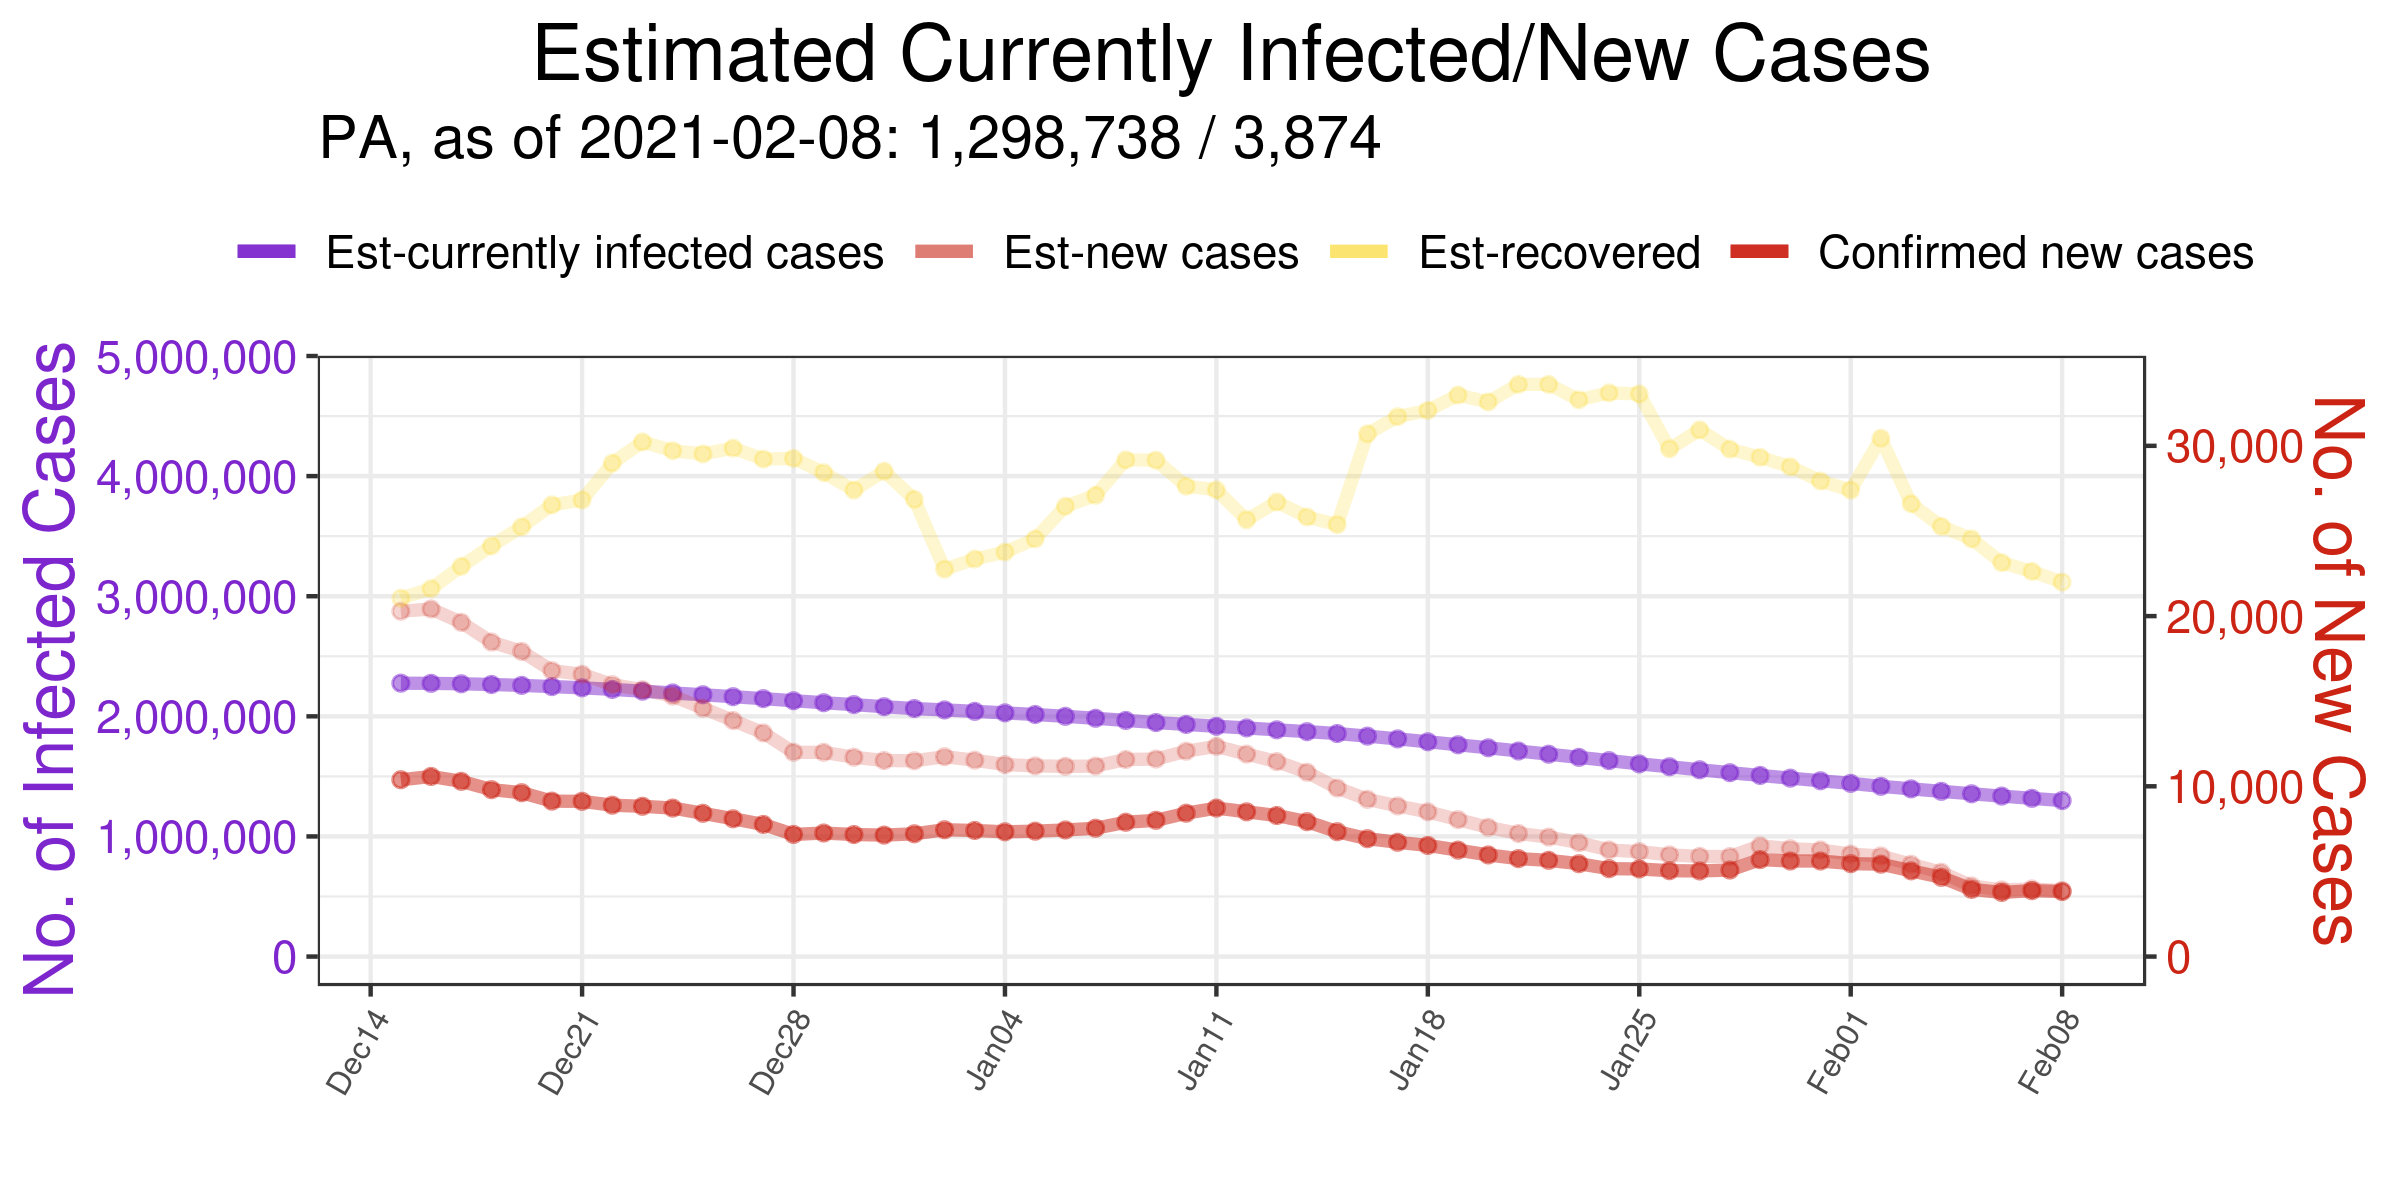 Estimated Currently Infected/New Cases
PA, as of 2021-02-08: 1,298,738 / 3,874
Est-currently infected cases Est-new cases Est-recovered Confirmed new cases
No. of Infected Cases
5,000,000
4,000,000
3,000,000
2,000,000
1,000,000
0
30,000
20,000
10,000
0
No. of New Cases
Dec14 Dec21 Dec28 Jan04 Jan11 Jan18 Jan25 Feb01 Feb08